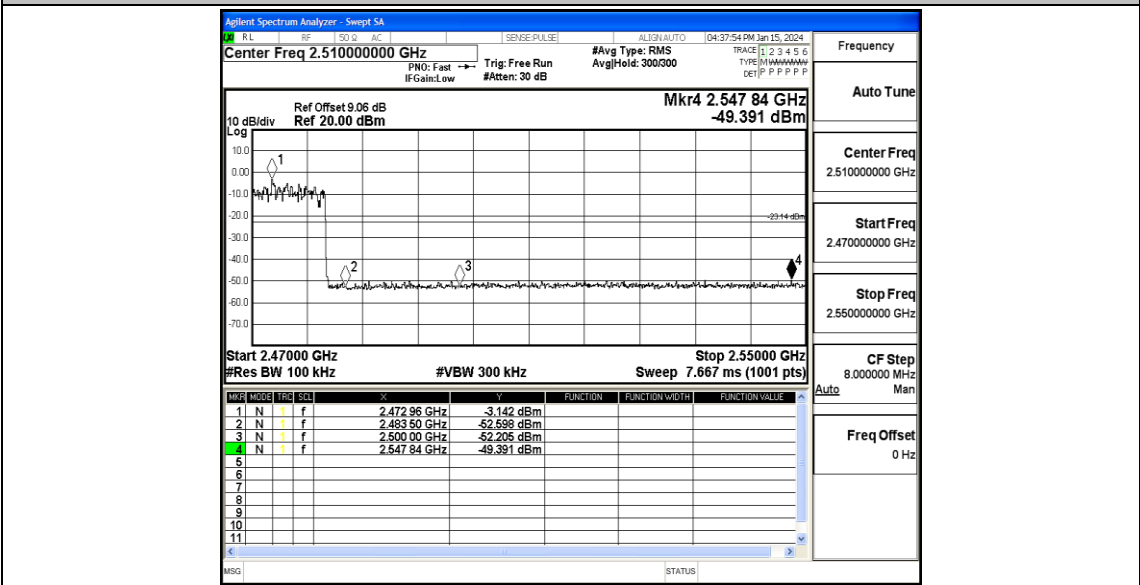 Agilent Spectrum Analyzer - Swept SA
RL RF 50 Ω AC SENSE:PULSE ALIGN AUTO 04:37:54 PM Jan 15, 2024
Center Freq 2.510000000 GHz
PNO: Fast
IFGain:Low
Trig: Free Run
#Atten: 30 dB
#Avg Type: RMS
Avg|Hold: 300/300
TRACE 1 2 3 4 5 6
TYPE M WWWWW
DET P P P P P P
Frequency
Auto Tune
Center Freq
2.510000000 GHz
Start Freq
2.470000000 GHz
Stop Freq
2.550000000 GHz
CF Step
8.000000 MHz
Auto Man
Freq Offset
0 Hz
Mkr4 2.547 84 GHz
-49.391 dBm
Ref Offset 9.06 dB
10 dB/div Ref 20.00 dBm
Log
10.0
0.00
-10.0
-20.0
-30.0
-40.0
-50.0
-60.0
-70.0
1
2
3
4
-23.14 dBm
Start 2.47000 GHz Stop 2.55000 GHz
#Res BW 100 kHz #VBW 300 kHz Sweep 7.667 ms (1001 pts)
MKR MODE TRC SCL X Y FUNCTION FUNCTION WIDTH FUNCTION VALUE
1 N 1 f 2.472 96 GHz -3.142 dBm
2 N 1 f 2.483 50 GHz -52.598 dBm
3 N 1 f 2.500 00 GHz -52.205 dBm
4 N 1 f 2.547 84 GHz -49.391 dBm
5
6
7
8
9
10
11
MSG STATUS